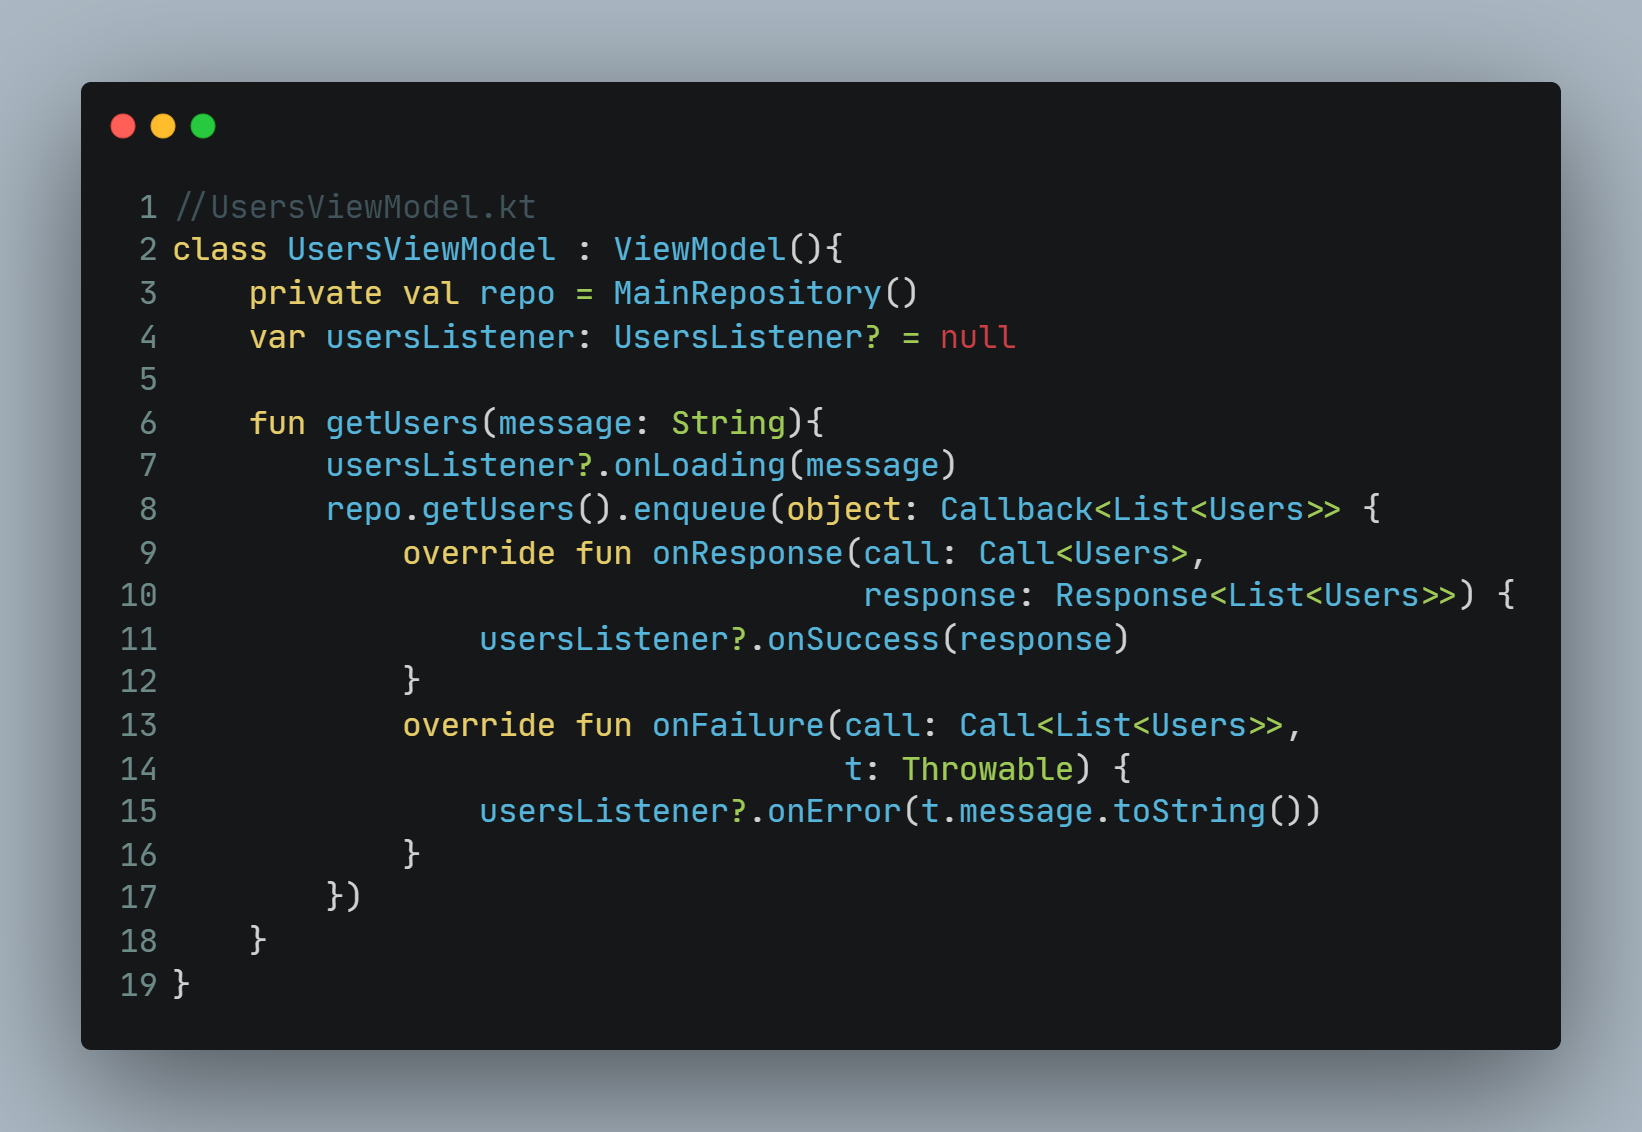 1 //UsersViewModel.kt
2 class UsersViewModel : ViewModel(){
3     private val repo = MainRepository()
4     var usersListener: UsersListener? = null
5
6     fun getUsers(message: String){
7         usersListener?.onLoading(message)
8         repo.getUsers().enqueue(object: Callback<List<Users>> {
9             override fun onResponse(call: Call<Users>,
10                                     response: Response<List<Users>>) {
11                 usersListener?.onSuccess(response)
12             }
13             override fun onFailure(call: Call<List<Users>>,
14                                    t: Throwable) {
15                 usersListener?.onError(t.message.toString())
16             }
17         })
18     }
19 }